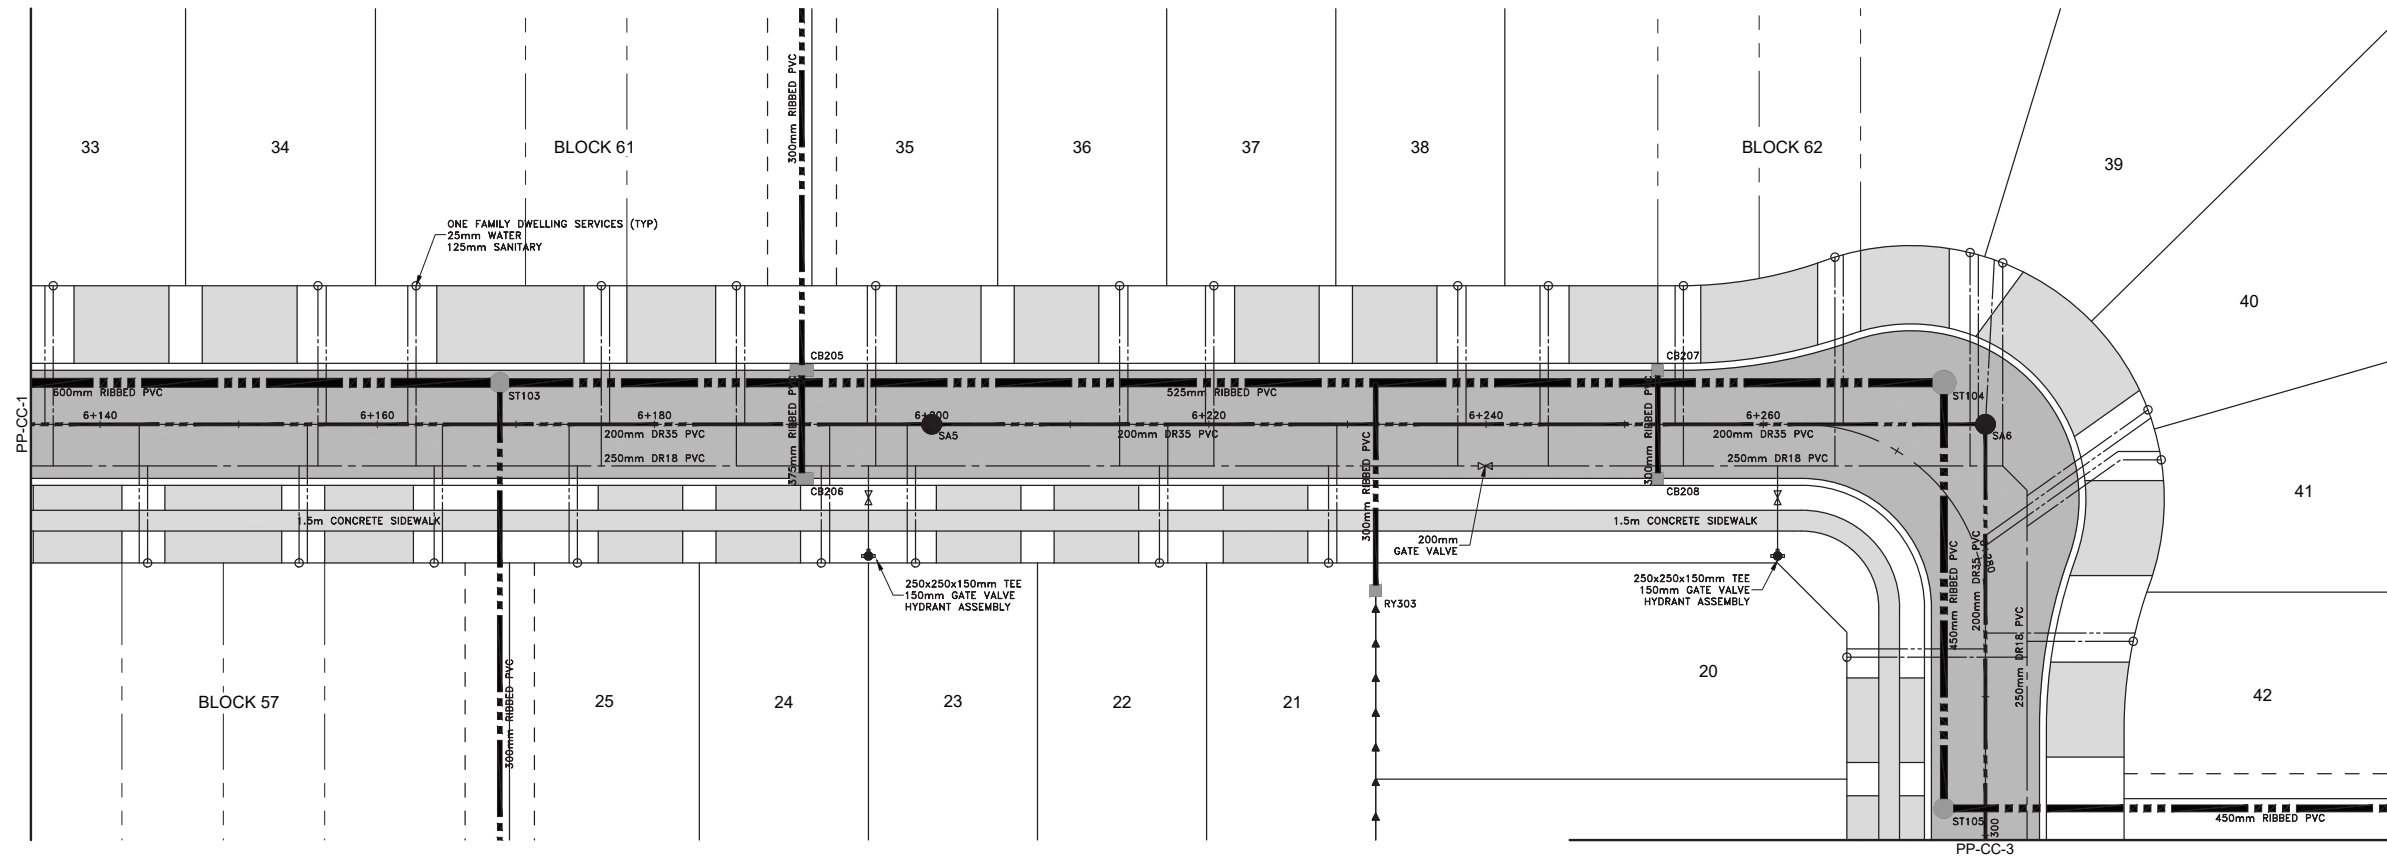 300mm RIBBED PVC
33
34
BLOCK 61
35
36
37
38
BLOCK 62
39
ONE FAMILY DWELLING SERVICES (TYP)
25mm WATER
125mm SANITARY
40
CB205
CB207
600mm RIBBED PVC
ST103
525mm RIBBED PVC
ST104
PP-CC-1
6+140
6+160
6+180
6+200
6+220
6+240
6+260
375mm RIBBED PVC
300mm RIBBED PVC
200mm DR35 PVC
SA5
200mm DR35 PVC
200mm DR35 PVC
SA6
250mm DR18 PVC
250mm DR18 PVC
300mm RIBBED PVC
CB206
CB208
41
1.5m CONCRETE SIDEWALK
1.5m CONCRETE SIDEWALK
200mm
GATE VALVE
250x250x150mm TEE
150mm GATE VALVE
HYDRANT ASSEMBLY
250x250x150mm TEE
150mm GATE VALVE
HYDRANT ASSEMBLY
RY303
450mm RIBBED PVC
200mm DR35 PVC
250mm DR18 PVC
300mm RIBBED PVC
BLOCK 57
25
24
23
22
21
20
42
ST105
450mm RIBBED PVC
PP-CC-3